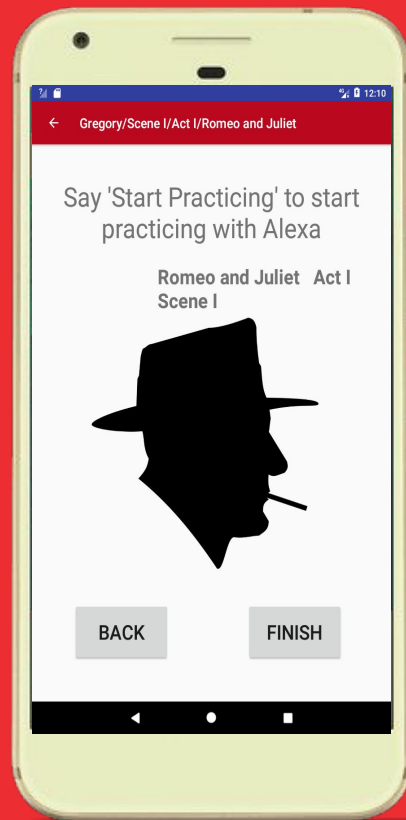 12:10
Gregory/Scene I/Act I/Romeo and Juliet
Say 'Start Practicing' to start
practicing with Alexa
Romeo and Juliet Act I
Scene I
BACK FINISH